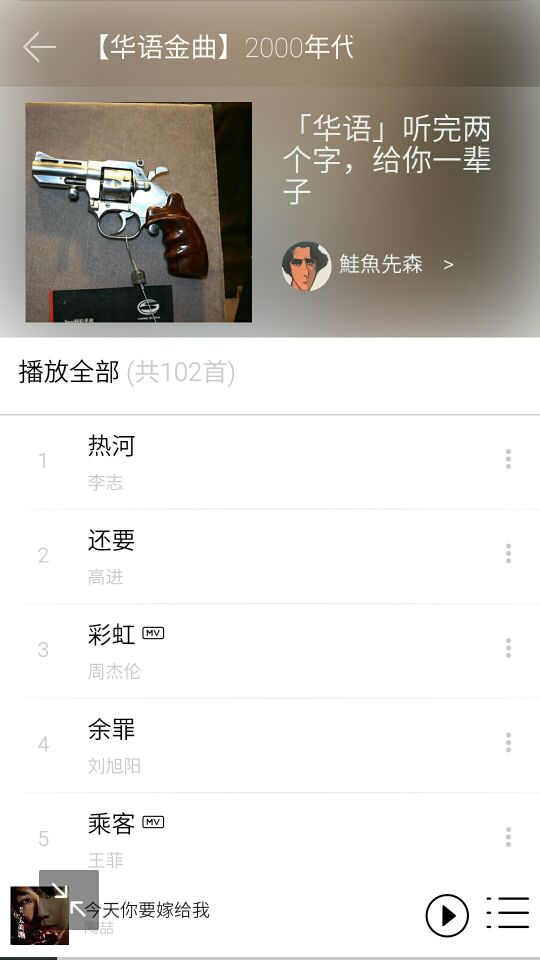 【华语金曲】2000年代
「华语」听完两
个字，给你一辈
子
鮭魚先森 >
播放全部 (共102首)
1 热河
李志
2 还要
高进
3 彩虹 MV
周杰伦
4 余罪
刘旭阳
5 乘客 MV
王菲
今天你要嫁给我
陶喆